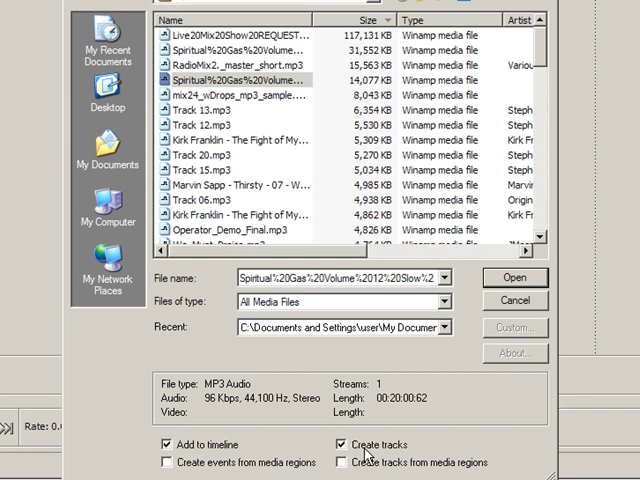 Name Size Type Artist
Live20Mix20Show20REQUEST... 117,131 KB Winamp media file
Spiritual%20Gas%20Volume... 31,552 KB Winamp media file
RadioMix2._master_short.mp3 15,563 KB Winamp media file Variou
Spiritual%20Gas%20Volume... 14,077 KB Winamp media file
mix24_wDrops_mp3_sample.... 8,043 KB Winamp media file
Track 13.mp3 6,354 KB Winamp media file Steph
Track 12.mp3 5,530 KB Winamp media file Steph
Kirk Franklin - The Fight of My... 5,309 KB Winamp media file Kirk Fr
Track 20.mp3 5,270 KB Winamp media file Steph
Track 15.mp3 5,034 KB Winamp media file Steph
Marvin Sapp - Thirsty - 07 - W... 4,985 KB Winamp media file Marvin
Track 06.mp3 4,938 KB Winamp media file Origin
Kirk Franklin - The Fight of My... 4,862 KB Winamp media file Kirk Fr
Operator_Demo_Final.mp3 4,826 KB Winamp media file
My Recent
Documents
Desktop
My Documents
My Computer
My Network
Places
File name: Spiritual%20Gas%20Volume%2012%20Slow%2 Open
Files of type: All Media Files Cancel
Recent: C:\Documents and Settings\user\My Documer Custom...
About...
File type: MP3 Audio Streams: 1
Audio: 96 Kbps, 44,100 Hz, Stereo Length: 00:20:00:62
Video: Length:
Rate: 0.
Add to timeline Create tracks
Create events from media regions Create tracks from media regions